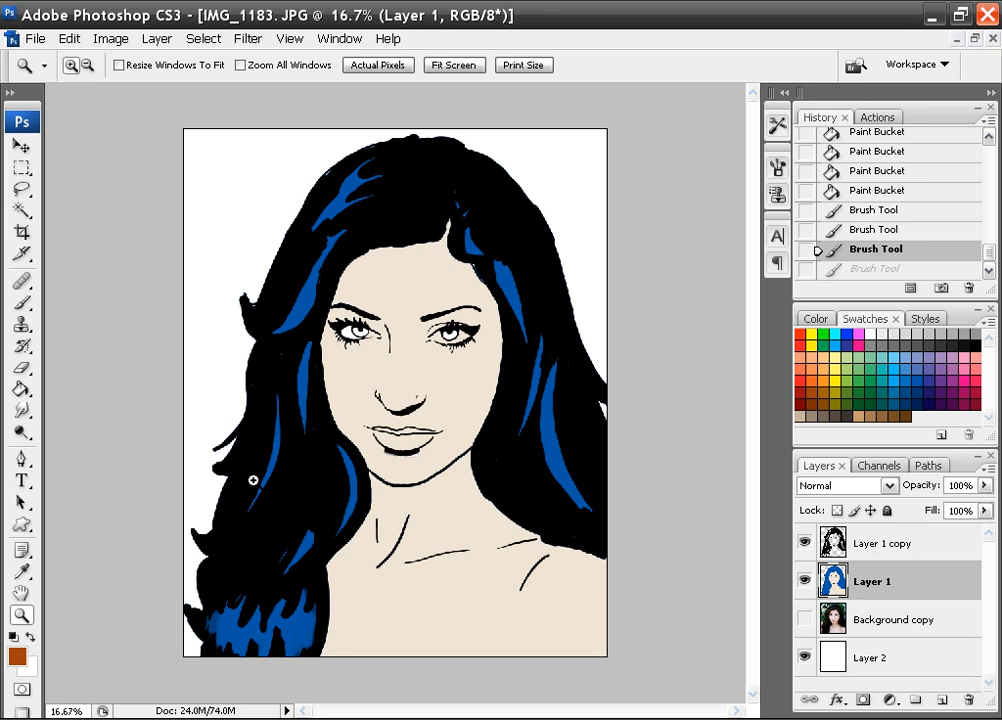 Ps Adobe Photoshop CS3 - [IMG_1183. JPG @ 16.7% (Layer 1, RGB/8*)]
Ps File Edit Image Layer Select Filter View Window Help
Resize Windows To Fit Zoom All Windows Actual Pixels Fit Screen Print Size Workspace
Ps
T
History Actions
Paint Bucket
Paint Bucket
Paint Bucket
Paint Bucket
Brush Tool
Brush Tool
Brush Tool
Brush Tool
A
Color Swatches Styles
Layers Channels Paths
Normal Opacity: 100%
Lock: Fill: 100%
Layer 1 copy
Layer 1
Background copy
Layer 2
fx
16.67% Doc: 24.0M/74.0M